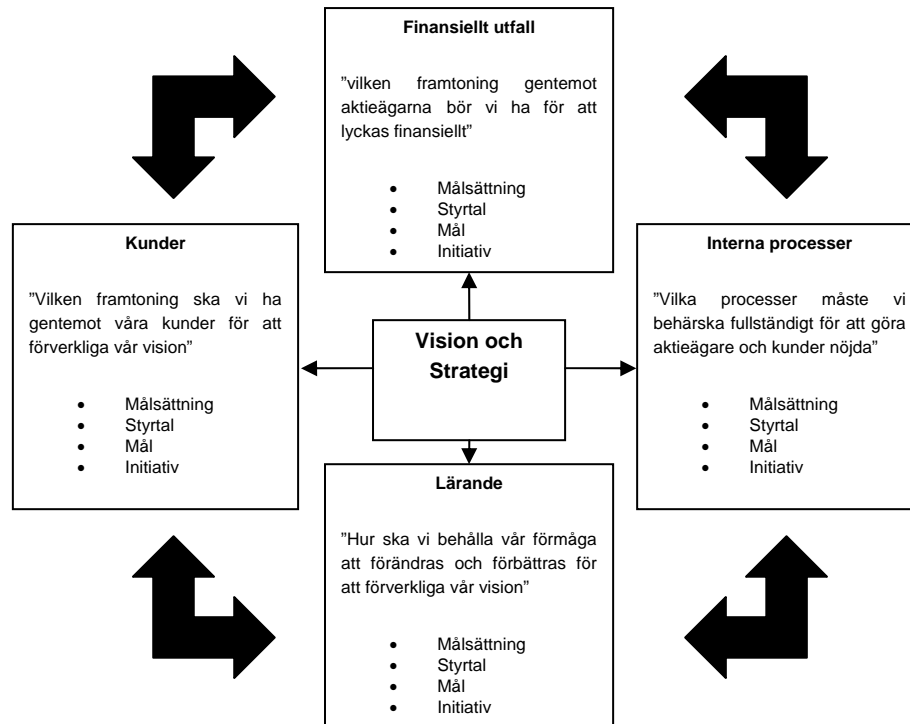 Finansiellt utfall
”vilken framtoning gentemot
aktieägarna bör vi ha för att
lyckas finansiellt”
• Målsättning
• Styrtal
• Mål
• Initiativ
Kunder
”Vilken framtoning ska vi ha
gentemot våra kunder för att
förverkliga vår vision”
• Målsättning
• Styrtal
• Mål
• Initiativ
Vision och
Strategi
Interna processer
”Vilka processer måste vi
behärska fullständigt för att göra
aktieägare och kunder nöjda”
• Målsättning
• Styrtal
• Mål
• Initiativ
Lärande
”Hur ska vi behålla vår förmåga
att förändras och förbättras för
att förverkliga vår vision”
• Målsättning
• Styrtal
• Mål
• Initiativ